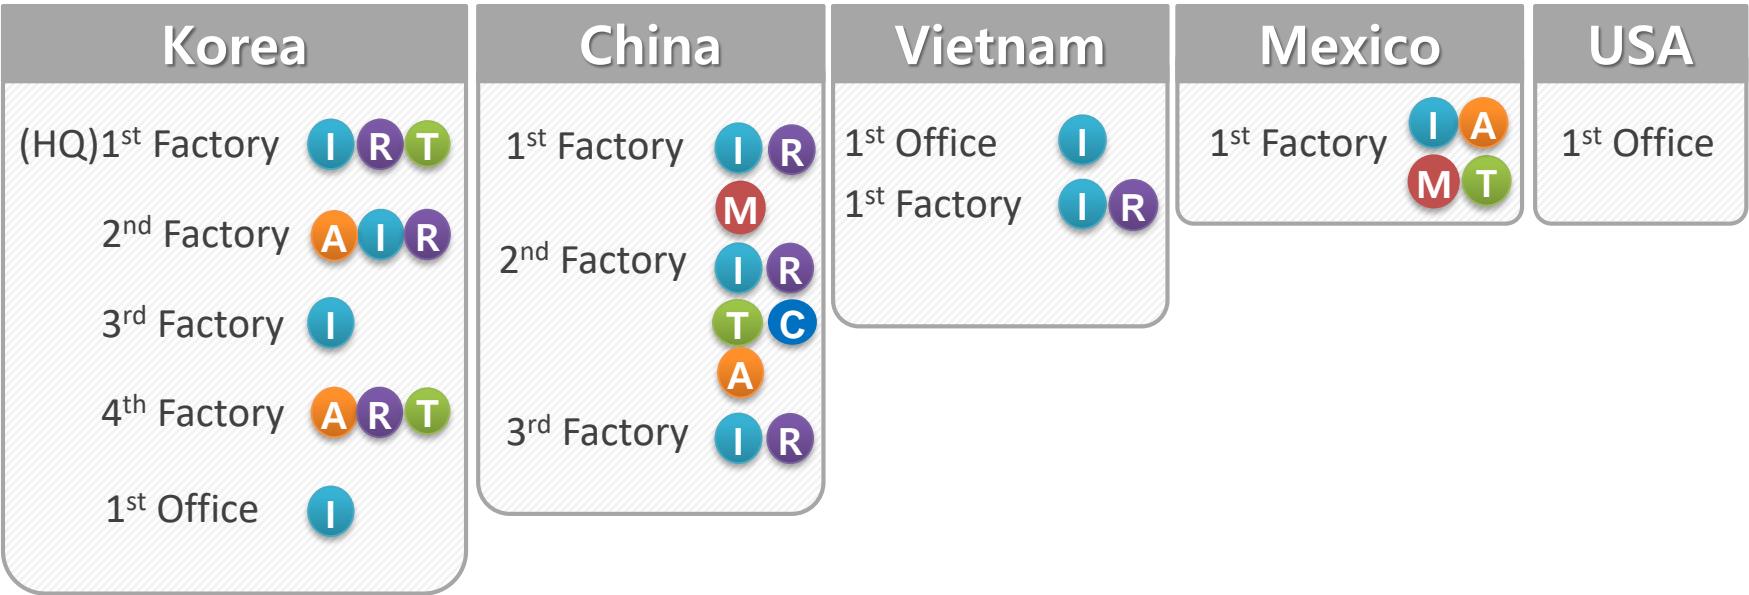 Korea
(HQ)1st Factory I R T
2nd Factory A I R
3rd Factory I
4th Factory A R T
1st Office I
China
1st Factory I R
M
2nd Factory I R
T C
A
3rd Factory I R
Vietnam
1st Office I
1st Factory I R
Mexico
1st Factory I A
M T
USA
1st Office